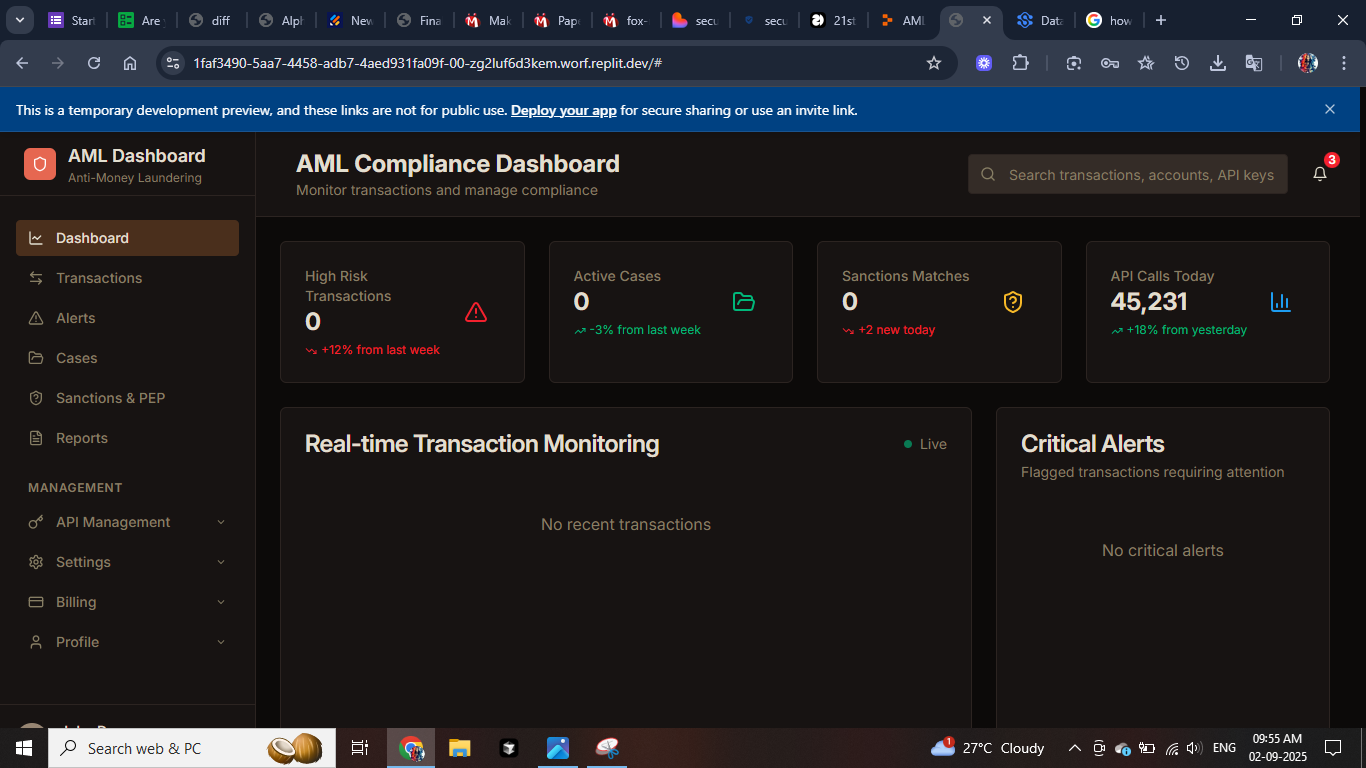 Start
Are
diff
Alph
New
Fina
Mak
Pape
fox-
secu
secu
21st
AML
Data
how
1faf3490-5aa7-4458-adb7-4aed931fa09f-00-zg2luf6d3kem.worf.replit.dev/#
This is a temporary development preview, and these links are not for public use. Deploy your app for secure sharing or use an invite link.
AML Dashboard
Anti-Money Laundering
AML Compliance Dashboard
Monitor transactions and manage compliance
Search transactions, accounts, API keys
3
Dashboard
Transactions
Alerts
Cases
Sanctions & PEP
Reports
MANAGEMENT
API Management
Settings
Billing
Profile
High Risk
Transactions
0
+12% from last week
Active Cases
0
-3% from last week
Sanctions Matches
0
+2 new today
API Calls Today
45,231
+18% from yesterday
Real-time Transaction Monitoring
Live
No recent transactions
Critical Alerts
Flagged transactions requiring attention
No critical alerts
Search web & PC
1
27°C Cloudy
ENG
09:55 AM
02-09-2025